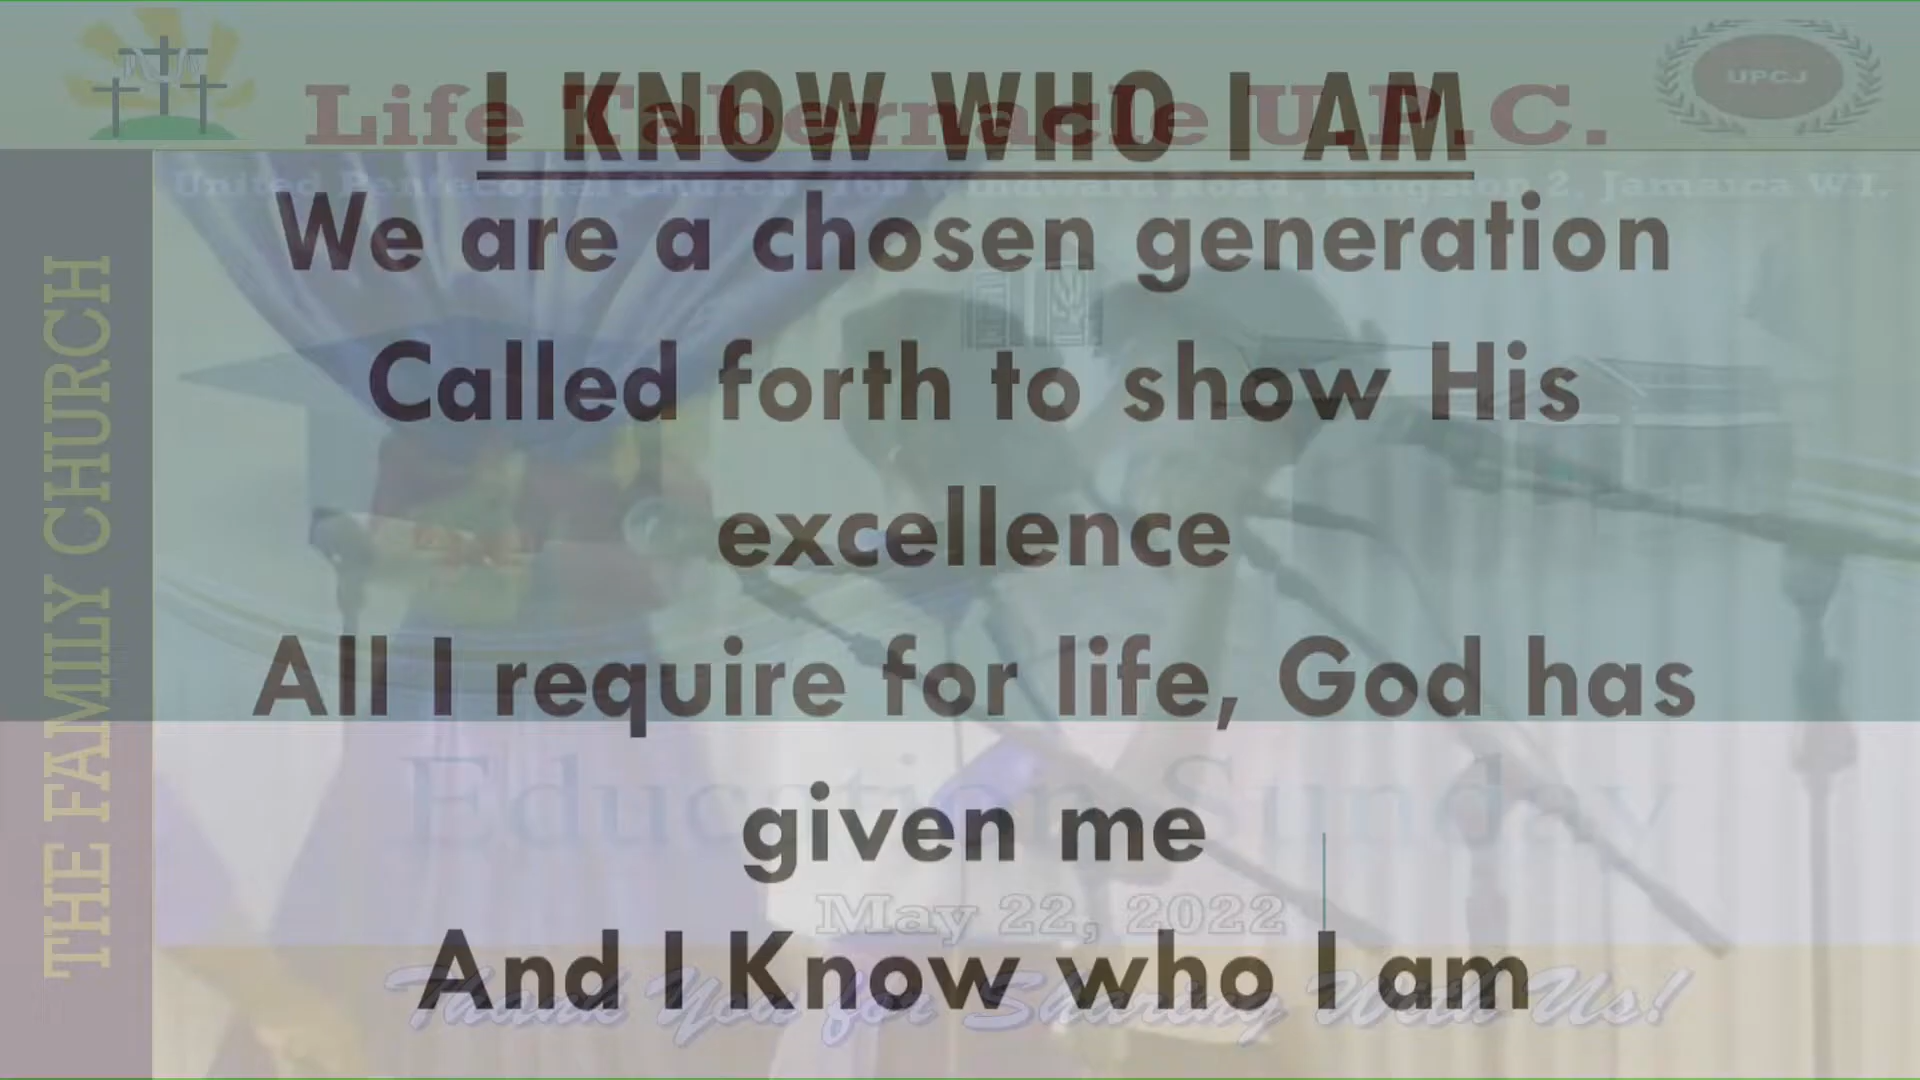 Life Tabernacle U.P.C.
UPCJ
I KNOW WHO I AM
United Pentecostal Church, Windward Road, Kingston 2, Jamaica W.I.
We are a chosen generation
Called forth to show His
excellence
All I require for life, God has
given me
And I Know who I am
THE FAMILY CHURCH
Education Sunday
May 22, 2022
Thank You for Sharing With Us!